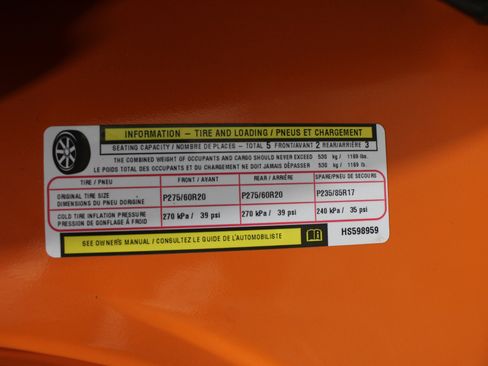 INFORMATION – TIRE AND LOADING / PNEUS ET CHARGEMENT
SEATING CAPACITY / NOMBRE DE PLACES – TOTAL 5 FRONT/AVANT 2 REAR/ARRIÈRE 3
THE COMBINED WEIGHT OF OCCUPANTS AND CARGO SHOULD NEVER EXCEED 530 kg / 1169 lbs.
LE POIDS TOTAL DES OCCUPANTS ET DU CHARGEMENT NE DOIT JAMAIS DÉPASSER 530 kg / 1169 lb
TIRE / PNEU FRONT / AVANT REAR / ARRIÈRE SPARE/PNEU DE SECOURS
ORIGINAL TIRE SIZE
DIMENSIONS DU PNEU DORIGINE P275/60R20 P275/60R20 P235/85R17
COLD TIRE INFLATION PRESSURE
PRESSION DE GONFLAGE À FROID 270 kPa / 39 psi 270 kPa / 39 psi 240 kPa / 35 psi
SEE OWNERS MANUAL / CONSULTEZ LE GUIDE DE L'AUTOMOBILISTE HS598959